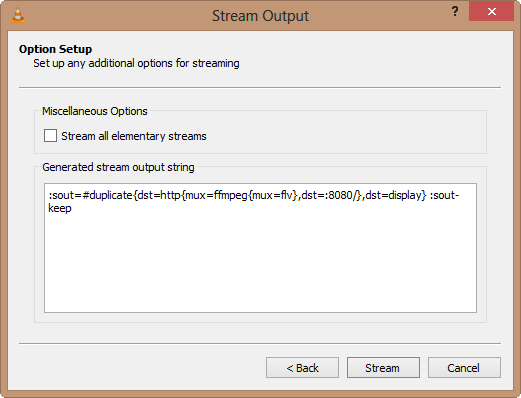 Stream Output
?
x
Option Setup
Set up any additional options for streaming
Miscellaneous Options
Stream all elementary streams
Generated stream output string
:sout=#duplicate{dst=http{mux=ffmpeg{mux=flv},dst=:8080/},dst=display} :sout-
keep
< Back
Stream
Cancel